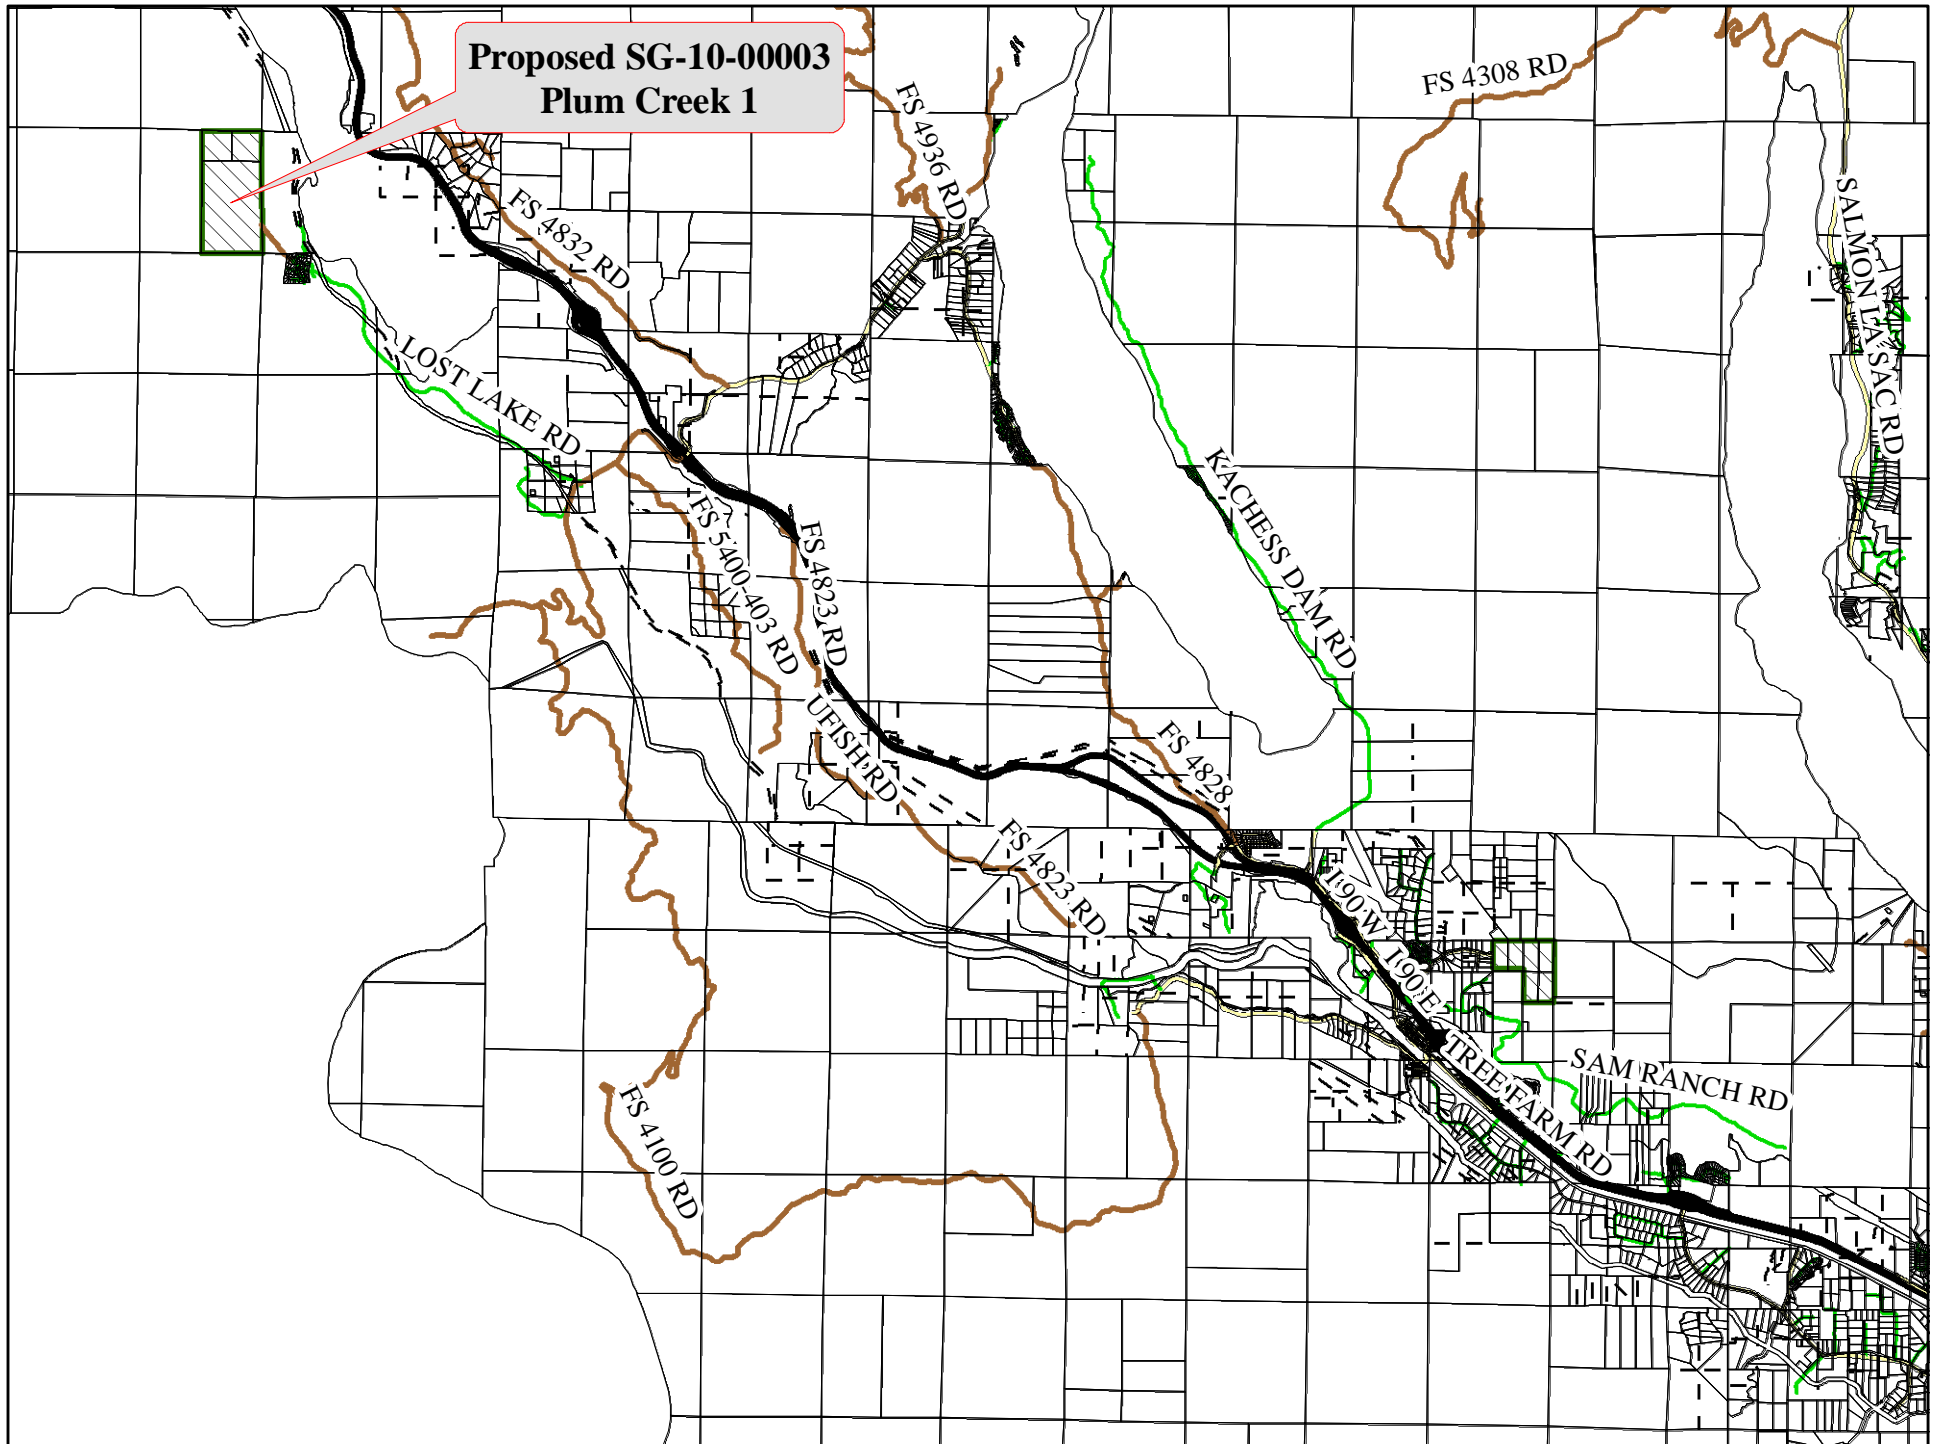 Proposed SG-10-00003
Plum Creek 1
FS 4308 RD
FS 4936 RD
FS 4832 RD
SALMON LA SAC RD
LOST LAKE RD
KACHESS DAM RD
FS 5400-403 RD
FS 4823 RD
UFISH RD
FS 4828
FS 4823 RD
I-90 W
I-90 E
TREE FARM RD
SAM RANCH RD
FS 4100 RD